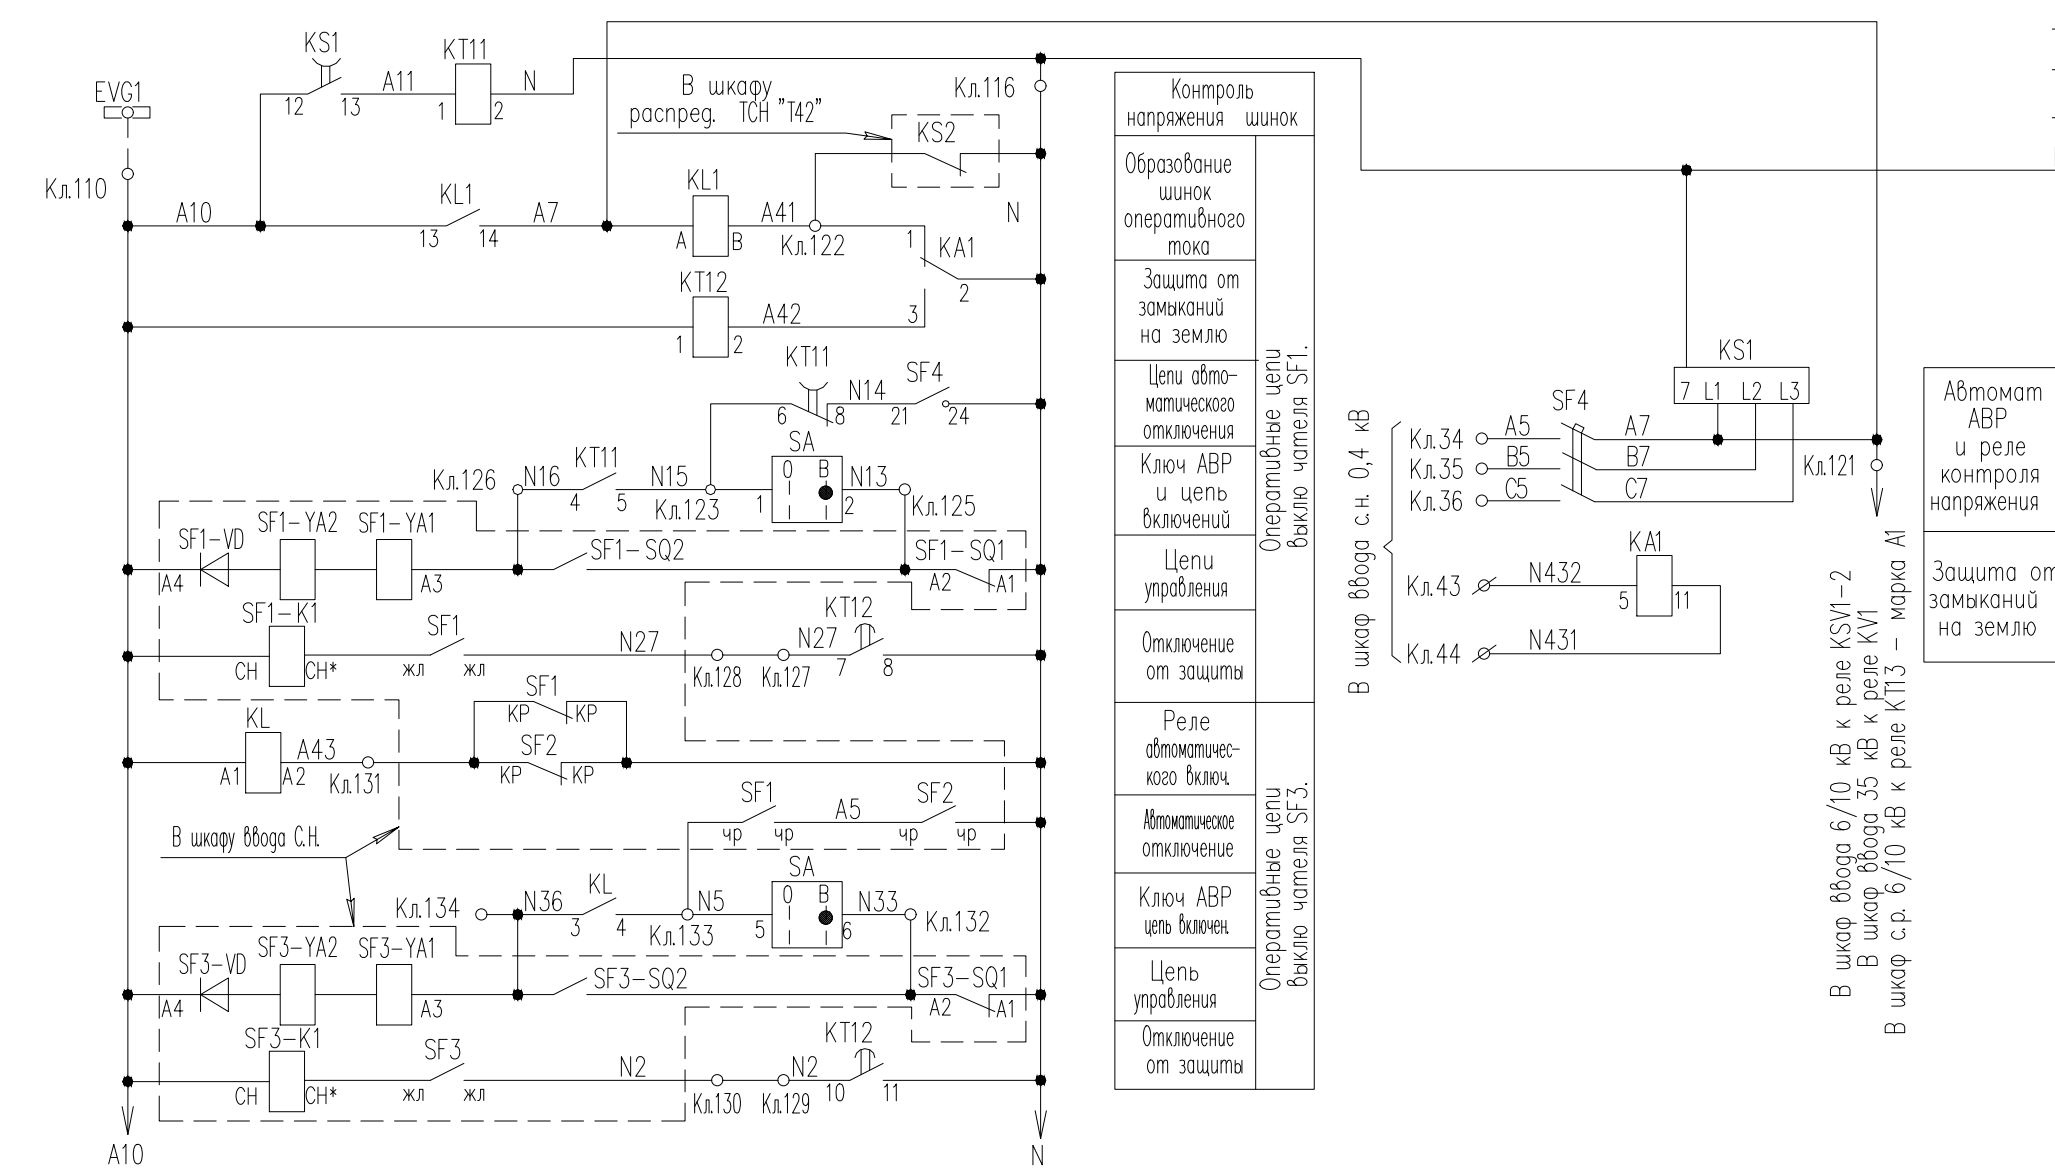 EVG1
Кл.110
KS1
12
13
A11
KT11
1
2
N
В шкафу
распред. ТСН "Т42"
KS2
Кл.116
A10
KL1
13
14
A7
KL1
A
B
A41
Кл.122
N
1
KA1
2
3
KT12
1
2
A42
KT11
6
8
N14
SF4
21
24
SA
0
B
1
2
N13
Кл.125
Кл.126
N16
KT11
4
5
N15
Кл.123
SF1-VD
SF1-YA2
SF1-YA1
A4
A3
SF1-SQ2
SF1-SQ1
A2
A1
SF1-K1
CH
CH*
SF1
жл
жл
N27
Кл.128
Кл.127
N27
KT12
7
8
SF1
KP
KP
KL
A1
A2
A43
Кл.131
SF2
KP
KP
SF1
чр
чр
A5
SF2
чр
чр
В шкафу ввода С.Н.
SA
0
B
5
6
Кл.134
N36
KL
3
4
N5
Кл.133
N33
Кл.132
SF3-VD
SF3-YA2
SF3-YA1
A4
A3
SF3-SQ2
SF3-SQ1
A2
A1
SF3-K1
CH
CH*
SF3
жл
жл
N2
Кл.130
Кл.129
N2
KT12
10
11
A10
N
Контроль
напряжения шинок
Образование
шинок
оперативного
тока
Защита от
замыканий
на землю
Цепи авто-
матического
отключения
Ключ АВР
и цепь
включений
Цепи
управления
Отключение
от защиты
Оперативные цепи
выклю чателя SF1.
Реле
автоматичес-
кого включ.
Автоматическое
отключение
Ключ АВР
цепь включен.
Цепь
управления
Отключение
от защиты
Оперативные цепи
выклю чателя SF3.
В шкаф ввода с.н. 0,4 кВ
Кл.34
A5
SF4
A7
Кл.35
B5
B7
Кл.36
C5
C7
KS1
7
L1
L2
L3
Кл.121
Кл.43
N432
KA1
5
11
Кл.44
N431
В шкаф ввода 6/10 кВ к реле KSV1-2
В шкаф ввода 35 кВ к реле KV1
В шкаф с.р. 6/10 кВ к реле КТ13 - марка А1
Автомат
АВР
и реле
контроля
напряжения
Защита от
замыканий
на землю